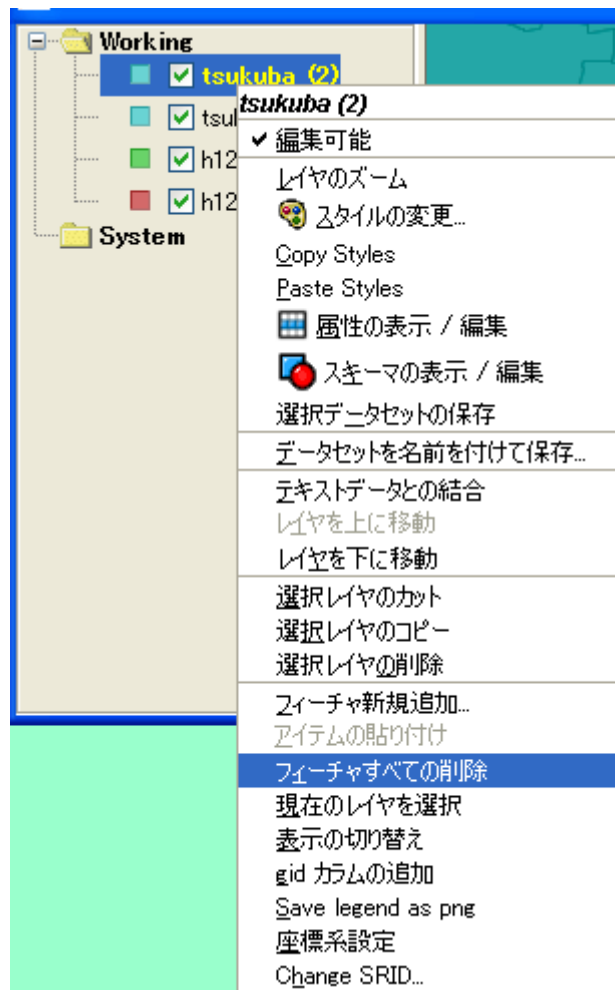 Working
tsukuba (2)
tsul
h12
h12
System
tsukuba (2)
編集可能
レイヤのズーム
スタイルの変更...
Copy Styles
Paste Styles
属性の表示 / 編集
スキーマの表示 / 編集
選択データセットの保存
データセットを名前を付けて保存...
テキストデータとの結合
レイヤを上に移動
レイヤを下に移動
選択レイヤのカット
選択レイヤのコピー
選択レイヤの削除
フィーチャ新規追加...
アイテムの貼り付け
フィーチャすべての削除
現在のレイヤを選択
表示の切り替え
gid カラムの追加
Save legend as png
座標系設定
Change SRID...